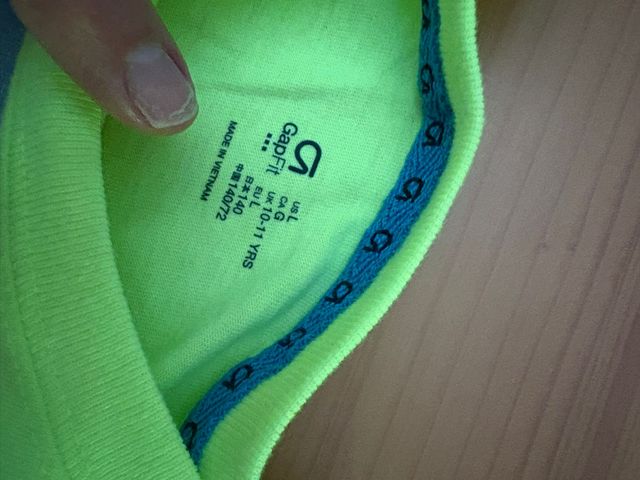 GapFit
US L
CA G
UK 10-11 YRS
EU L
日本 140
中国 140/72
MADE IN VIETNAM